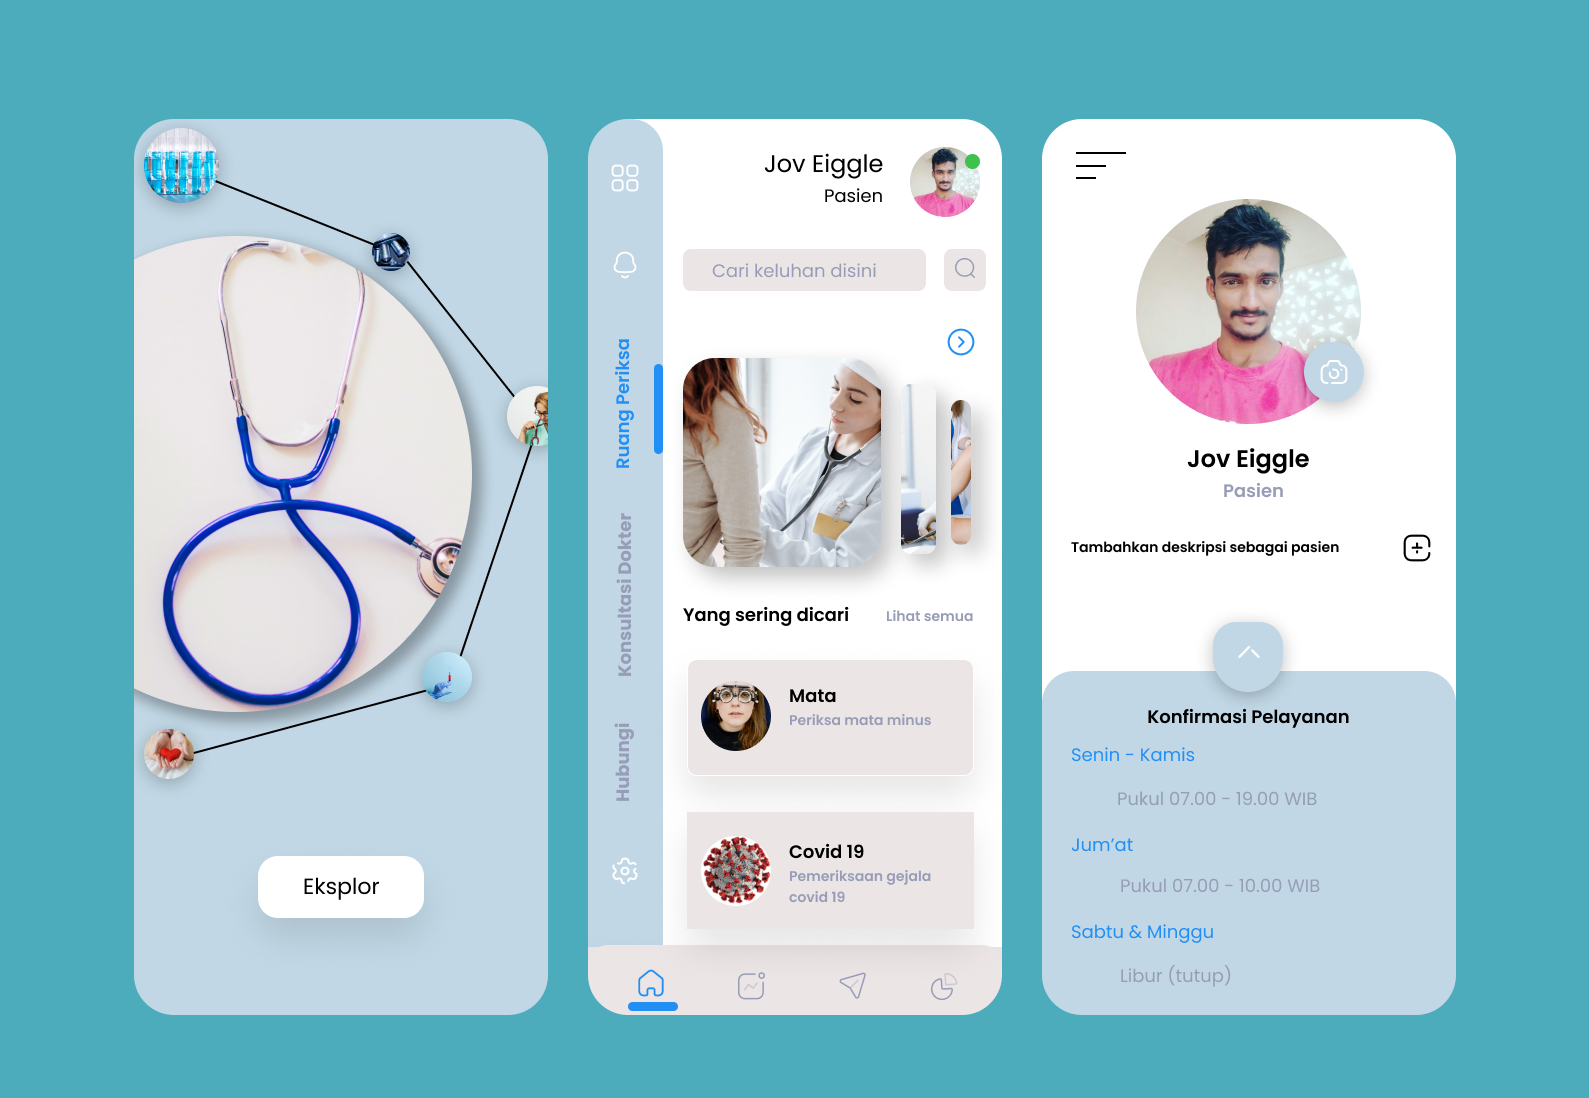 Eksplor
Jov Eiggle
Pasien
Cari keluhan disini
Ruang Periksa
Konsultasi Dokter
Hubungi
Yang sering dicari
Lihat semua
Mata
Periksa mata minus
Covid 19
Pemeriksaan gejala
covid 19
Jov Eiggle
Pasien
Tambahkan deskripsi sebagai pasien
Konfirmasi Pelayanan
Senin - Kamis
Pukul 07.00 - 19.00 WIB
Jum’at
Pukul 07.00 - 10.00 WIB
Sabtu & Minggu
Libur (tutup)